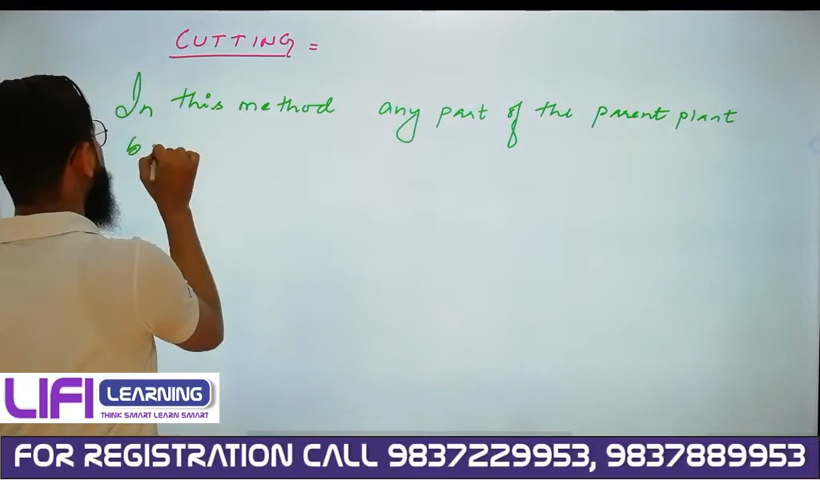 CUTTING =
In this method any part of the parent plant
LIFI LEARNING
THINK SMART LEARN SMART
FOR REGISTRATION CALL 9837229953, 9837889953